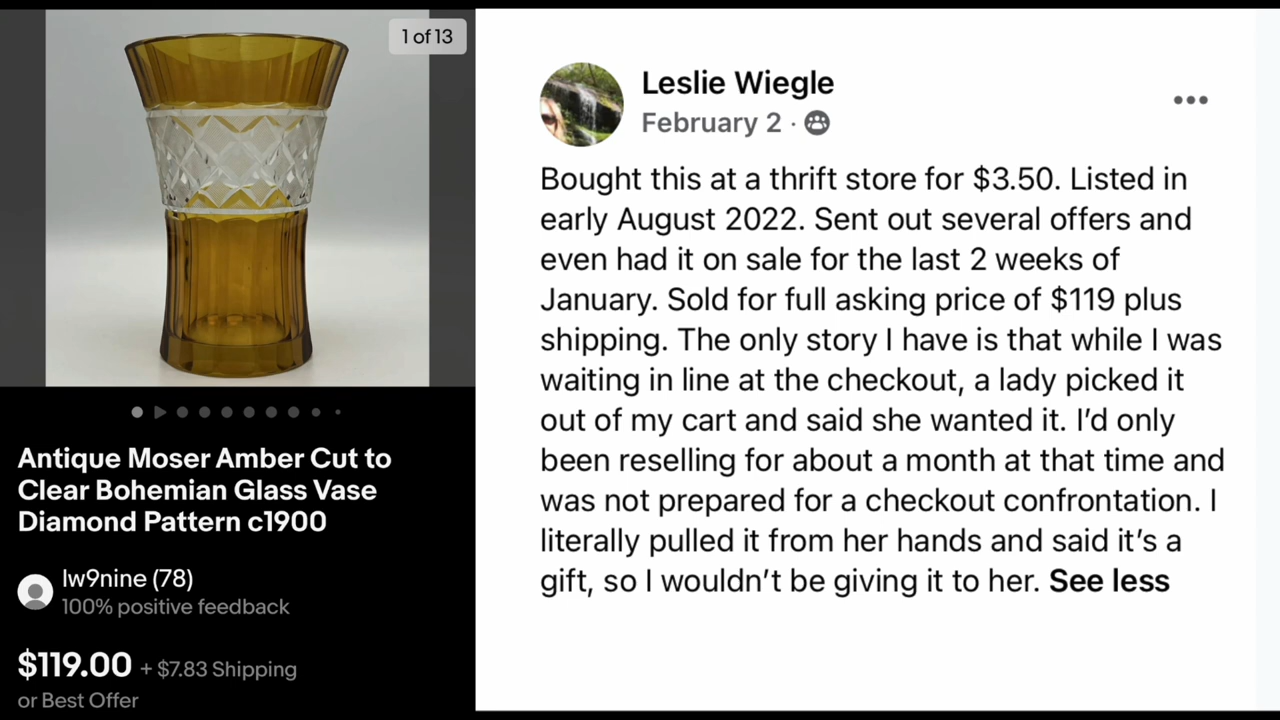 1 of 13
Antique Moser Amber Cut to
Clear Bohemian Glass Vase
Diamond Pattern c1900
lw9nine (78)
100% positive feedback
$119.00 + $7.83 Shipping
or Best Offer
Leslie Wiegle
February 2 ·
Bought this at a thrift store for $3.50. Listed in
early August 2022. Sent out several offers and
even had it on sale for the last 2 weeks of
January. Sold for full asking price of $119 plus
shipping. The only story I have is that while I was
waiting in line at the checkout, a lady picked it
out of my cart and said she wanted it. I’d only
been reselling for about a month at that time and
was not prepared for a checkout confrontation. I
literally pulled it from her hands and said it’s a
gift, so I wouldn’t be giving it to her. See less